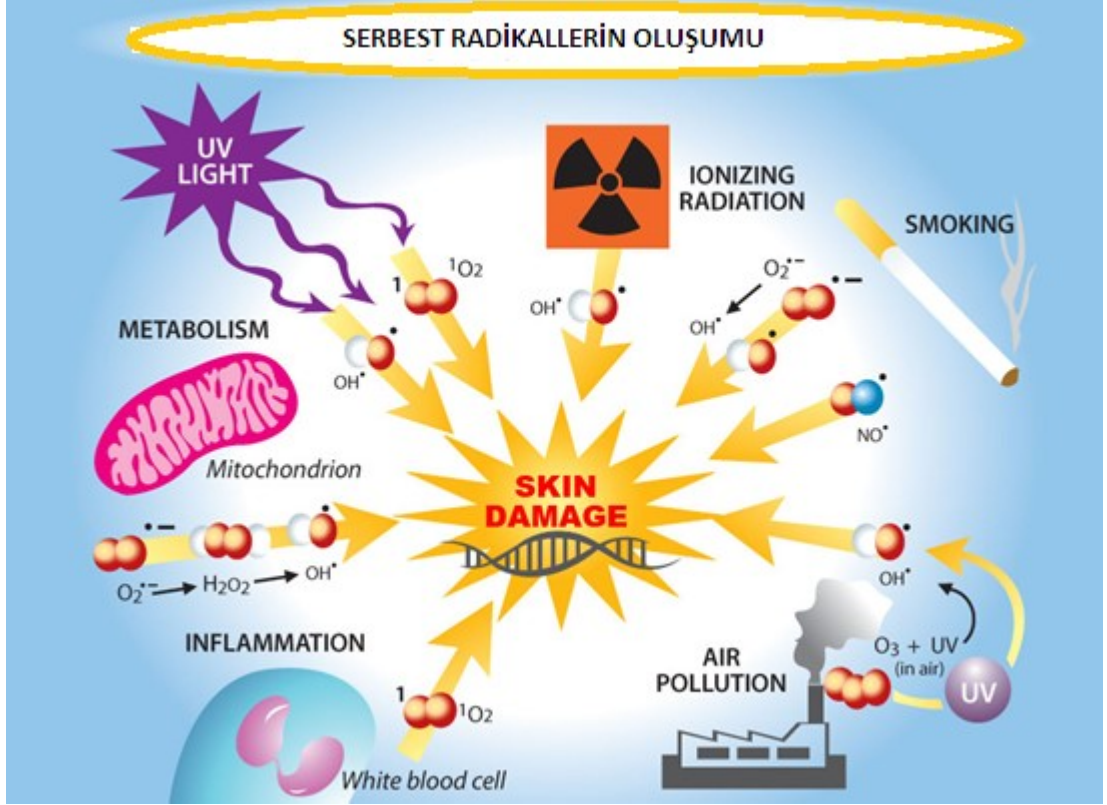 SERBEST RADİKALLERİN OLUŞUMU
UV
LIGHT
IONIZING
RADIATION
SMOKING
1
¹O2
OH•
O2•−
•−
OH•
METABOLISM
OH•
NO•
Mitochondrion
SKIN
DAMAGE
•−
O2•− → H2O2 → OH•
OH•
INFLAMMATION
AIR
POLLUTION
O3 + UV
(in air)
UV
1
¹O2
White blood cell